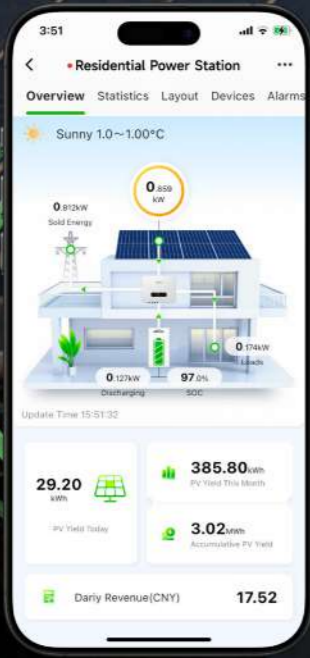 3:51
Residential Power Station
Overview Statistics Layout Devices Alarms
Sunny 1.0~1.00°C
0.859
kW
0.912kW
Sold Energy
0.174kW
Loads
0.127kW 97.0%
Discharging SOC
Update Time 15:51:32
29.20
kWh
PV Yield Today
385.80kWh
PV Yield This Month
3.02MWh
Accumulative PV Yield
Dariy Revenue(CNY) 17.52